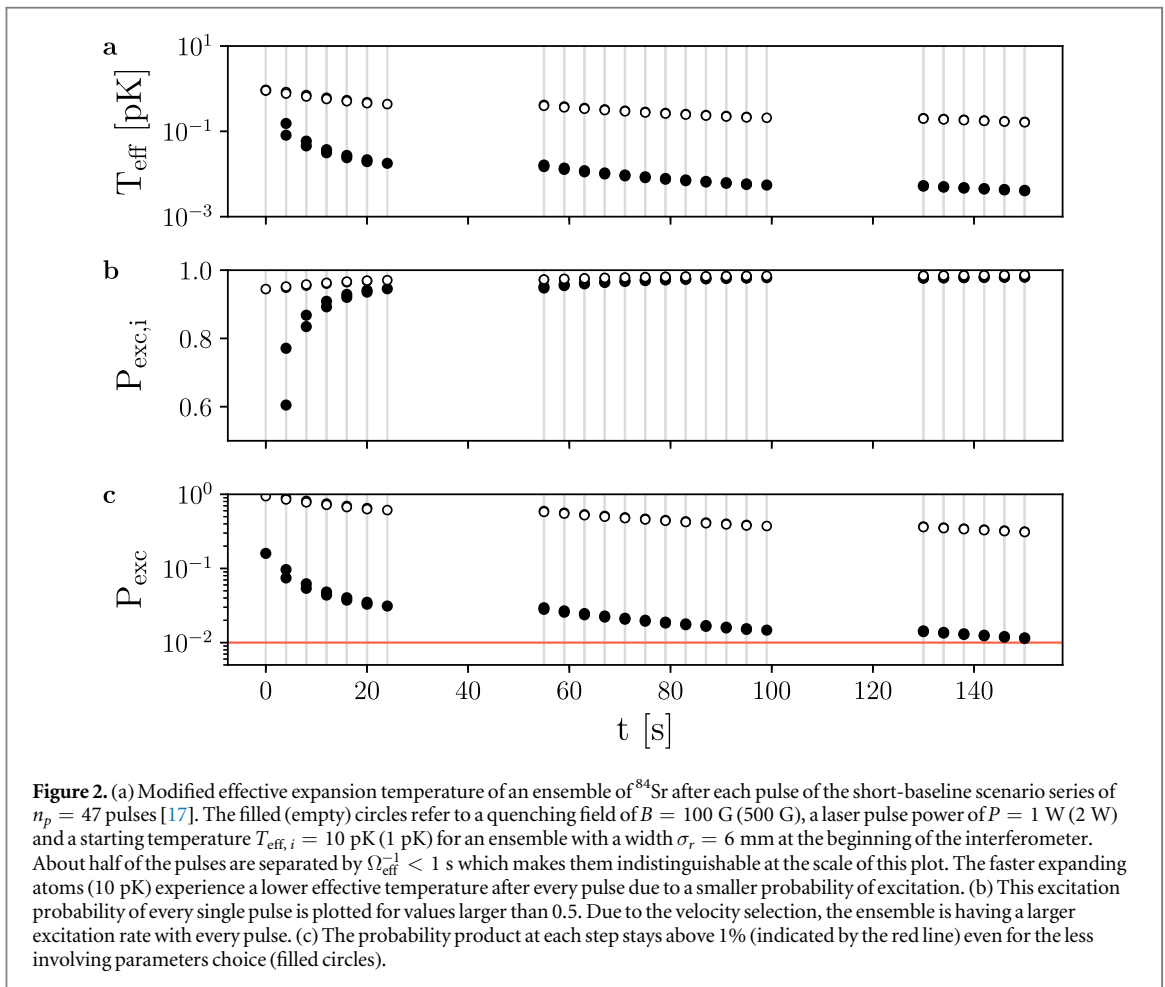 a
10¹
10⁻¹
10⁻³
T_eff [pK]
b
1.0
0.8
0.6
P_exc,i
c
10⁰
10⁻¹
10⁻²
P_exc
0 20 40 60 80 100 120 140
t [s]
Figure 2. (a) Modified effective expansion temperature of an ensemble of ⁸⁴Sr after each pulse of the short-baseline scenario series of
n_p = 47 pulses [17]. The filled (empty) circles refer to a quenching field of B = 100 G (500 G), a laser pulse power of P = 1 W (2 W)
and a starting temperature T_eff, i = 10 pK (1 pK) for an ensemble with a width σ_r = 6 mm at the beginning of the interferometer.
About half of the pulses are separated by Ω_eff⁻¹ < 1 s which makes them indistinguishable at the scale of this plot. The faster expanding
atoms (10 pK) experience a lower effective temperature after every pulse due to a smaller probability of excitation. (b) This excitation
probability of every single pulse is plotted for values larger than 0.5. Due to the velocity selection, the ensemble is having a larger
excitation rate with every pulse. (c) The probability product at each step stays above 1% (indicated by the red line) even for the less
involving parameters choice (filled circles).